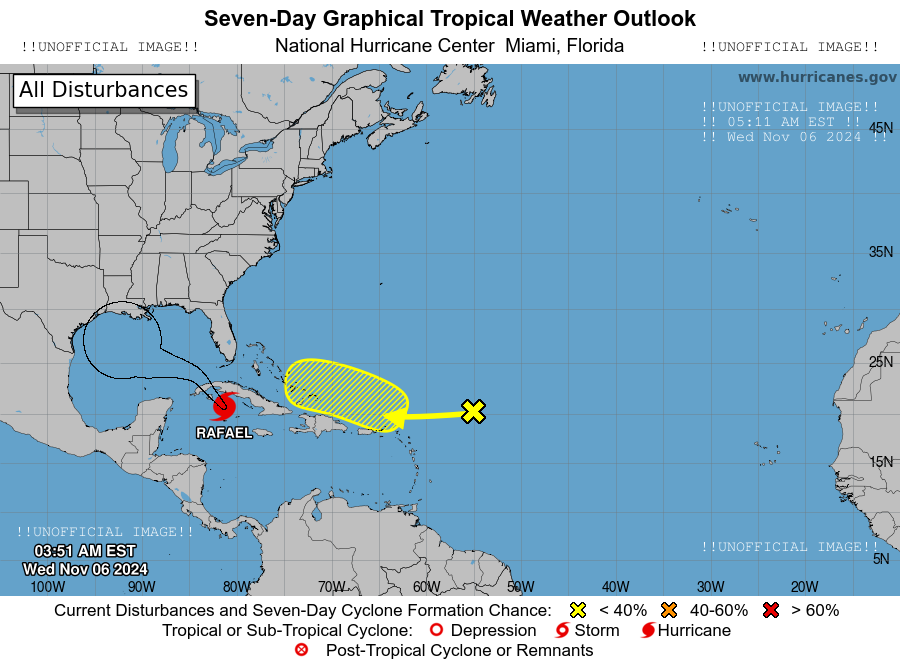 Seven-Day Graphical Tropical Weather Outlook
!!UNOFFICIAL IMAGE!!
National Hurricane Center  Miami, Florida
!!UNOFFICIAL IMAGE!!
All Disturbances
www.hurricanes.gov
!!UNOFFICIAL IMAGE!!
!! 05:11 AM EST !!
!! Wed Nov 06 2024 !!
45N
35N
25N
RAFAEL
15N
!!UNOFFICIAL IMAGE!!
03:51 AM EST
Wed Nov 06 2024
!!UNOFFICIAL IMAGE!!
5N
100W 90W 80W 70W 60W 50W 40W 30W 20W
Current Disturbances and Seven-Day Cyclone Formation Chance: < 40% 40-60% > 60%
Tropical or Sub-Tropical Cyclone: Depression Storm Hurricane
Post-Tropical Cyclone or Remnants